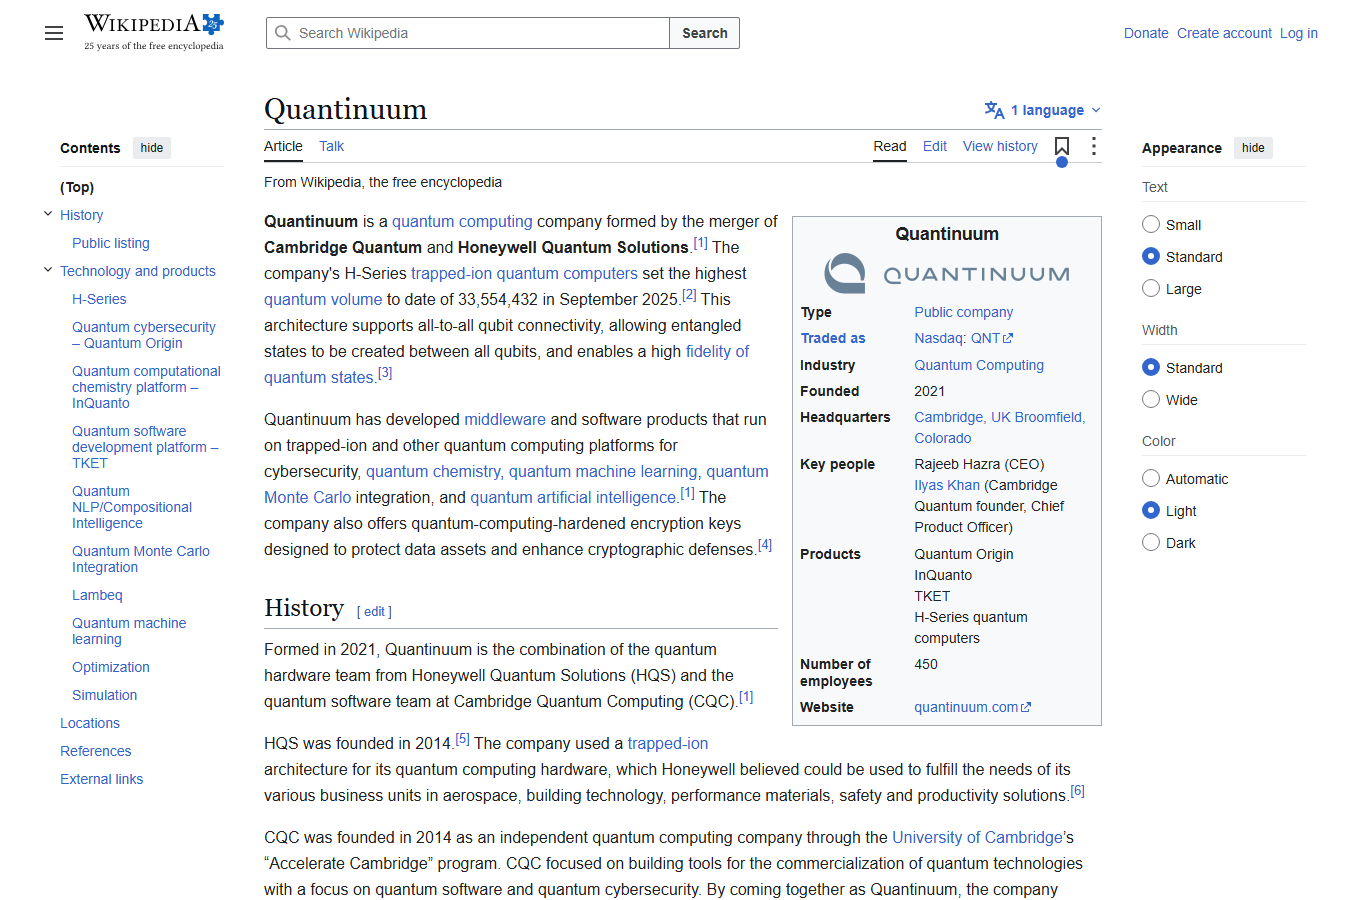 WIKIPEDIA 25
25 years of the free encyclopedia
Search Wikipedia
Search
Donate Create account Log in
Contents hide
(Top)
History
Public listing
Technology and products
H-Series
Quantum cybersecurity
– Quantum Origin
Quantum computational
chemistry platform –
InQuanto
Quantum software
development platform –
TKET
Quantum
NLP/Compositional
Intelligence
Quantum Monte Carlo
Integration
Lambeq
Quantum machine
learning
Optimization
Simulation
Locations
References
External links
Quantinuum
1 language
Article Talk
Read Edit View history
From Wikipedia, the free encyclopedia
Quantinuum is a quantum computing company formed by the merger of
Cambridge Quantum and Honeywell Quantum Solutions.[1] The
company's H-Series trapped-ion quantum computers set the highest
quantum volume to date of 33,554,432 in September 2025.[2] This
architecture supports all-to-all qubit connectivity, allowing entangled
states to be created between all qubits, and enables a high fidelity of
quantum states.[3]
Quantinuum has developed middleware and software products that run
on trapped-ion and other quantum computing platforms for
cybersecurity, quantum chemistry, quantum machine learning, quantum
Monte Carlo integration, and quantum artificial intelligence.[1] The
company also offers quantum-computing-hardened encryption keys
designed to protect data assets and enhance cryptographic defenses.[4]
Quantinuum
QUANTINUUM
Type Public company
Traded as Nasdaq: QNT
Industry Quantum Computing
Founded 2021
Headquarters Cambridge, UK Broomfield,
Colorado
Key people Rajeeb Hazra (CEO)
Ilyas Khan (Cambridge
Quantum founder, Chief
Product Officer)
Products Quantum Origin
InQuanto
TKET
H-Series quantum
computers
Number of 450
employees
Website quantinuum.com
History [ edit ]
Formed in 2021, Quantinuum is the combination of the quantum
hardware team from Honeywell Quantum Solutions (HQS) and the
quantum software team at Cambridge Quantum Computing (CQC).[1]
HQS was founded in 2014.[5] The company used a trapped-ion
architecture for its quantum computing hardware, which Honeywell believed could be used to fulfill the needs of its
various business units in aerospace, building technology, performance materials, safety and productivity solutions.[6]
CQC was founded in 2014 as an independent quantum computing company through the University of Cambridge’s
“Accelerate Cambridge” program. CQC focused on building tools for the commercialization of quantum technologies
with a focus on quantum software and quantum cybersecurity. By coming together as Quantinuum, the company
Appearance hide
Text
Small
Standard
Large
Width
Standard
Wide
Color
Automatic
Light
Dark